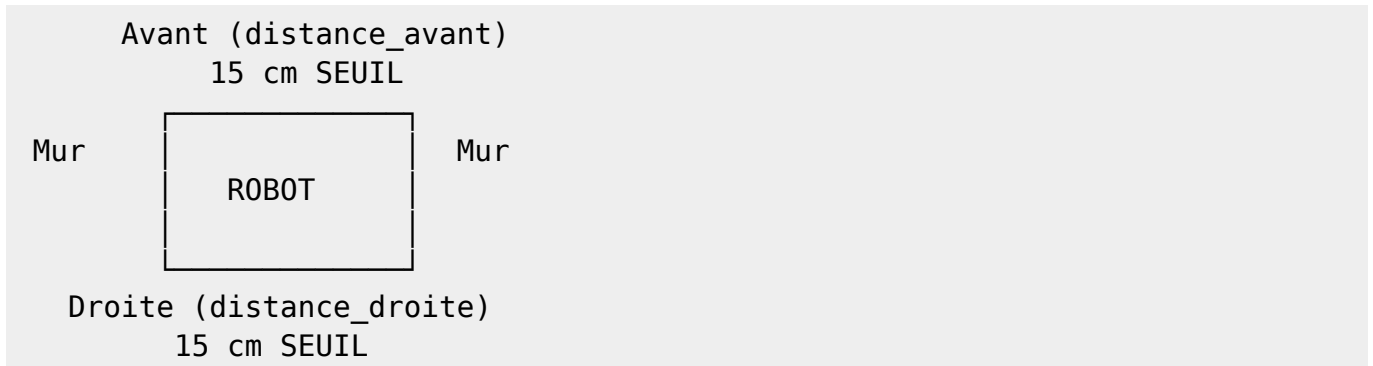 Avant (distance_avant)
15 cm SEUIL
Mur Mur
ROBOT
Droite (distance_droite)
15 cm SEUIL